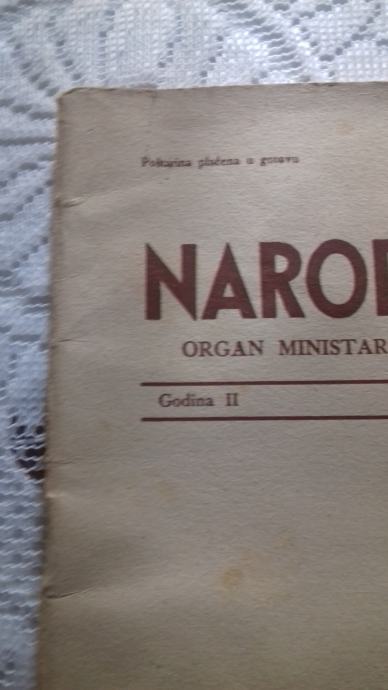 Poštarina plaćena u gotovu
NAROD
ORGAN MINISTAR
Godina II